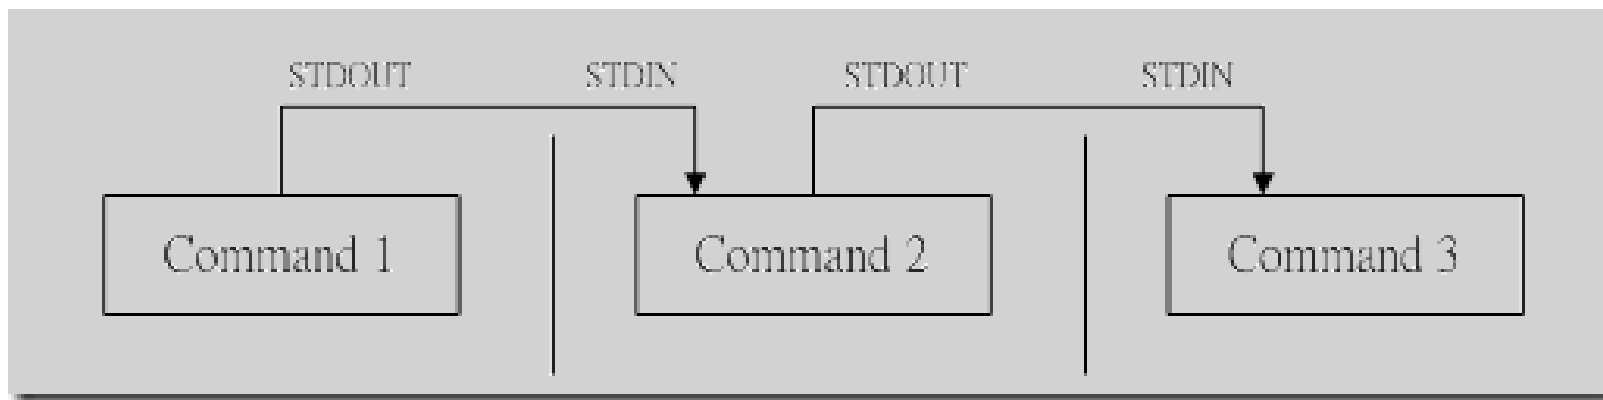 STDOUT STDIN STDOUT STDIN
Command 1 Command 2 Command 3